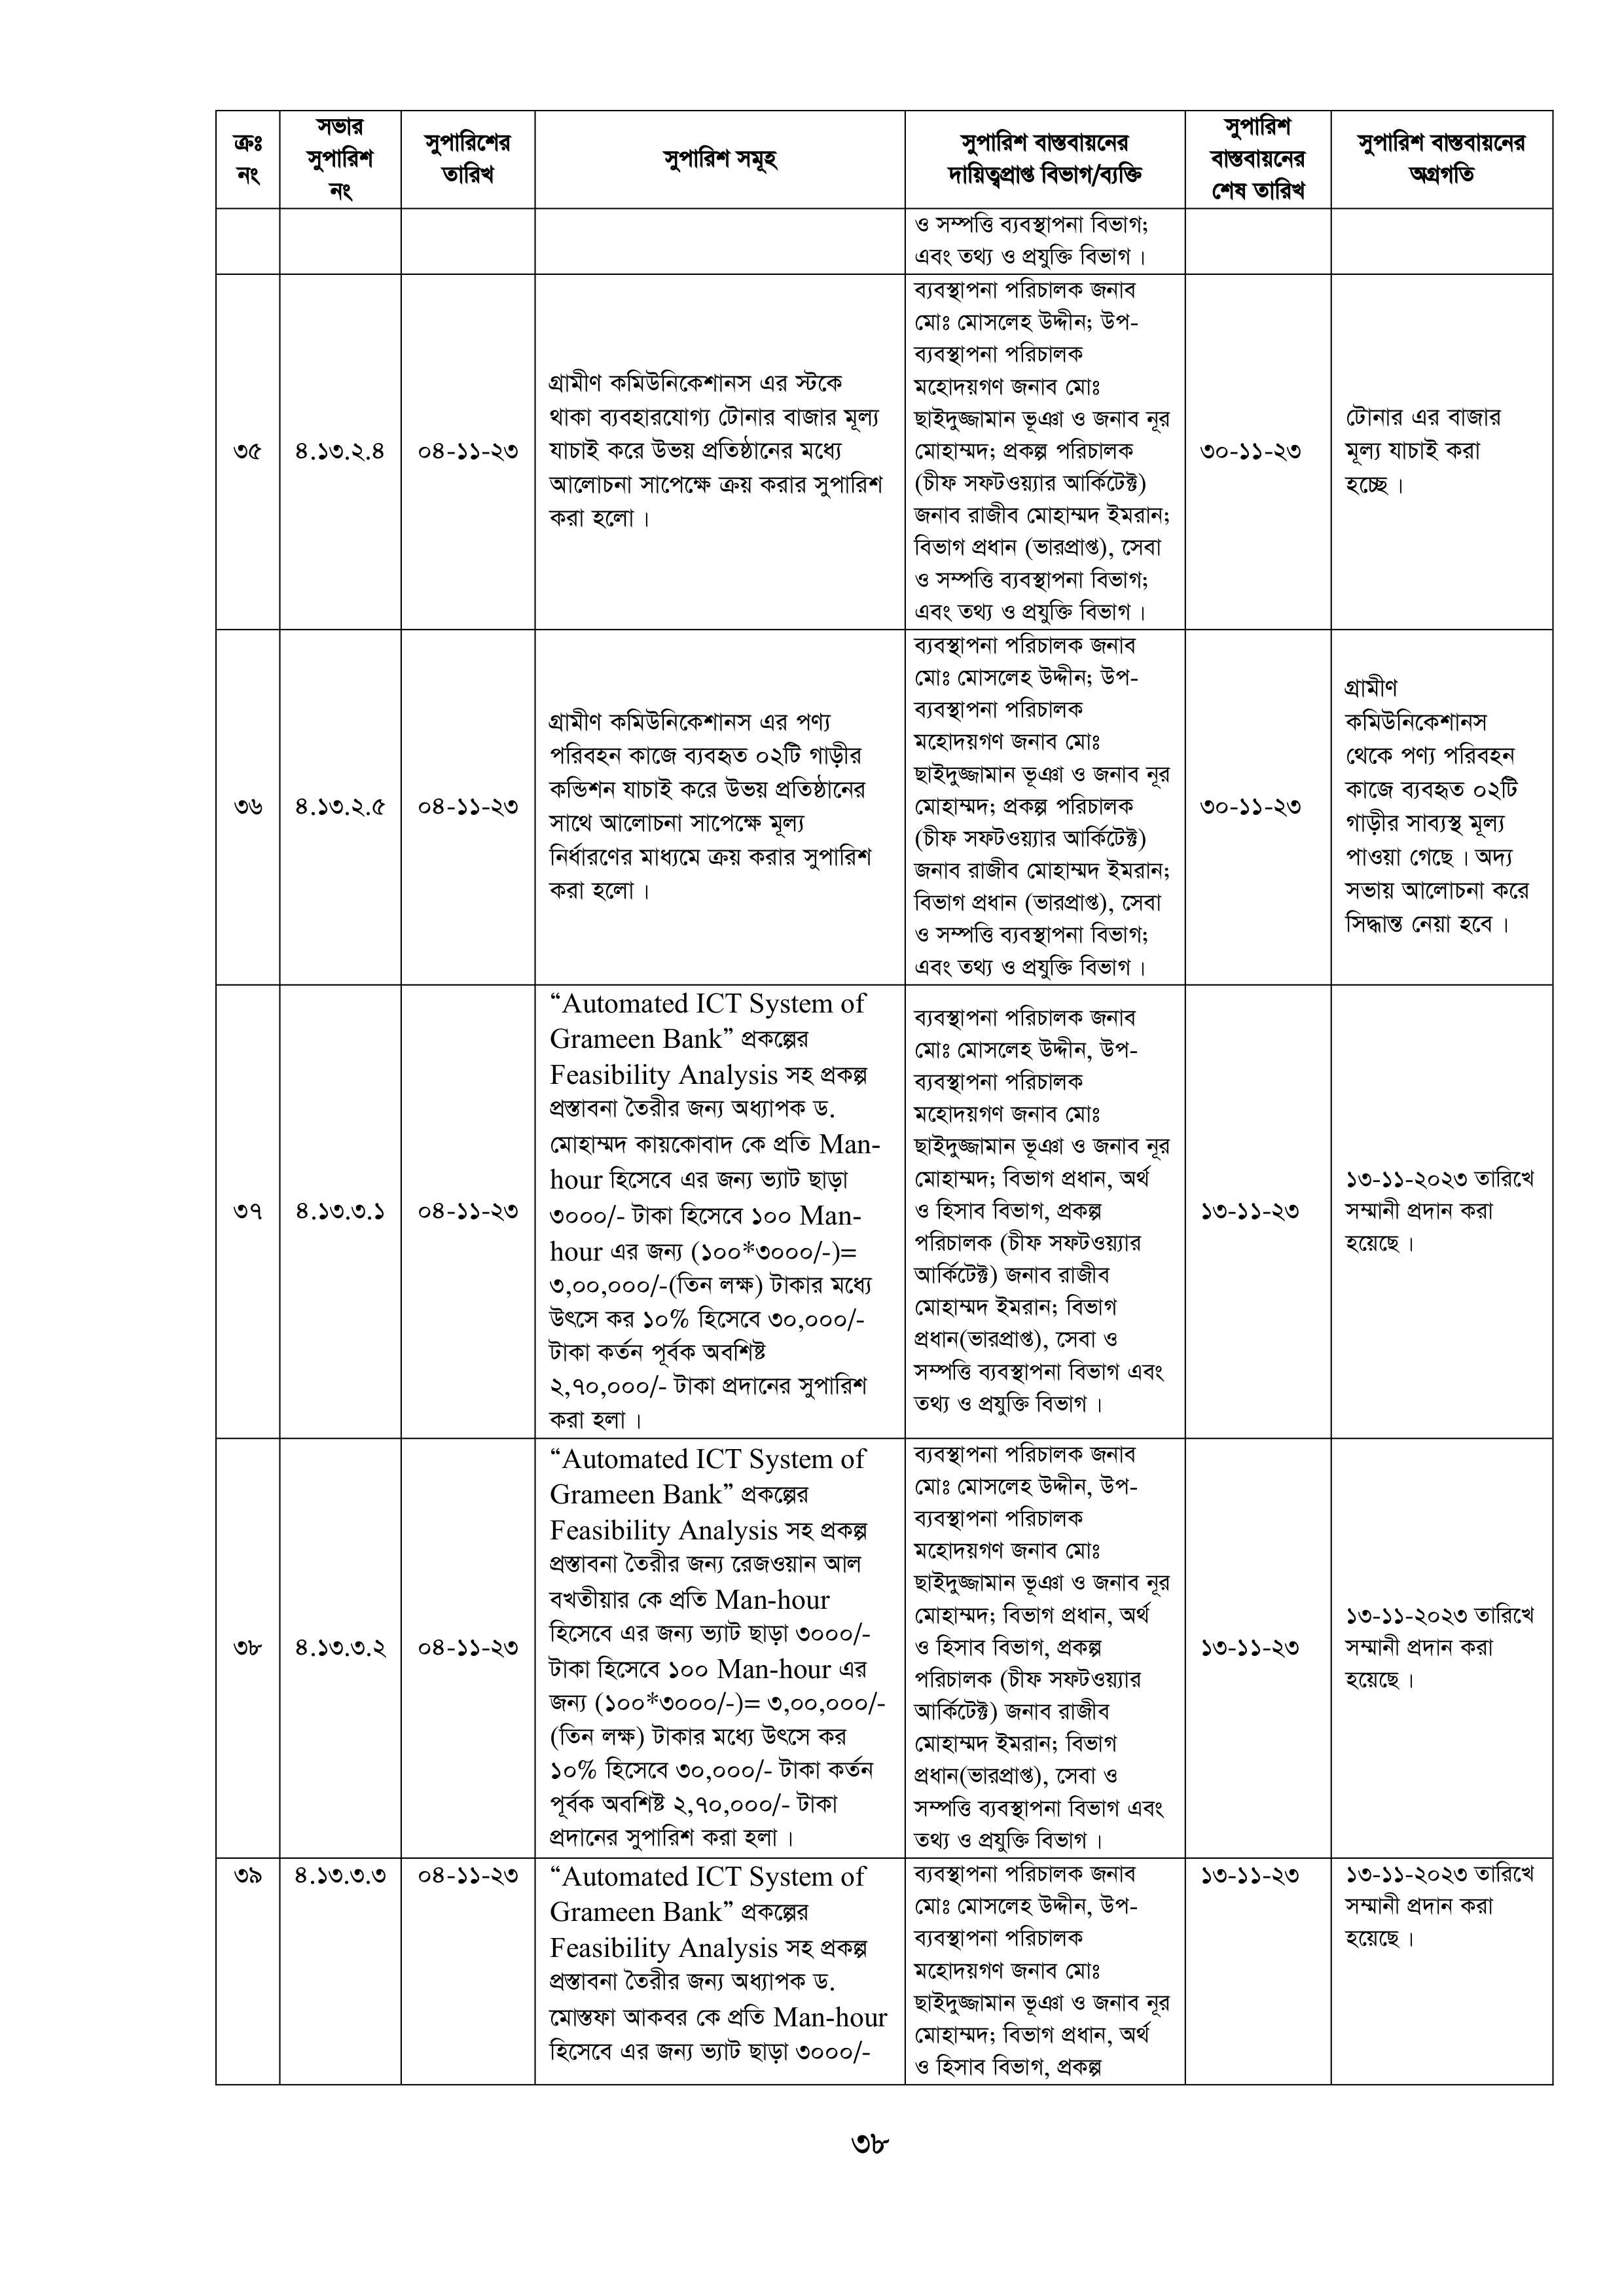 ক্রঃ
নং
সভার
সুপারিশ
নং
সুপারিশের
তারিখ
সুপারিশ সমূহ
সুপারিশ বাস্তবায়নের
দায়িত্বপ্রাপ্ত বিভাগ/ব্যক্তি
সুপারিশ
বাস্তবায়নের
শেষ তারিখ
সুপারিশ বাস্তবায়নের
অগ্রগতি
ও সম্পত্তি ব্যবস্থাপনা বিভাগ;
এবং তথ্য ও প্রযুক্তি বিভাগ।
৩৫
৪.১৩.২.৪
০৪-১১-২৩
গ্রামীণ কমিউনিকেশানস এর স্টকে
থাকা ব্যবহারযোগ্য টোনার বাজার মূল্য
যাচাই করে উভয় প্রতিষ্ঠানের মধ্যে
আলোচনা সাপেক্ষে ক্রয় করার সুপারিশ
করা হলো।
ব্যবস্থাপনা পরিচালক জনাব
মোঃ মোসলেহ উদ্দীন; উপ-
ব্যবস্থাপনা পরিচালক
মহোদয়গণ জনাব মোঃ
ছাইদুজ্জামান ভূঞা ও জনাব নূর
মোহাম্মদ; প্রকল্প পরিচালক
(চীফ সফটওয়্যার আর্কিটেক্ট)
জনাব রাজীব মোহাম্মদ ইমরান;
বিভাগ প্রধান (ভারপ্রাপ্ত), সেবা
ও সম্পত্তি ব্যবস্থাপনা বিভাগ;
এবং তথ্য ও প্রযুক্তি বিভাগ।
৩০-১১-২৩
টোনার এর বাজার
মূল্য যাচাই করা
হচ্ছে।
৩৬
৪.১৩.২.৫
০৪-১১-২৩
গ্রামীণ কমিউনিকেশানস এর পণ্য
পরিবহন কাজে ব্যবহৃত ০২টি গাড়ীর
কন্ডিশন যাচাই করে উভয় প্রতিষ্ঠানের
সাথে আলোচনা সাপেক্ষে মূল্য
নির্ধারণের মাধ্যমে ক্রয় করার সুপারিশ
করা হলো।
ব্যবস্থাপনা পরিচালক জনাব
মোঃ মোসলেহ উদ্দীন; উপ-
ব্যবস্থাপনা পরিচালক
মহোদয়গণ জনাব মোঃ
ছাইদুজ্জামান ভূঞা ও জনাব নূর
মোহাম্মদ; প্রকল্প পরিচালক
(চীফ সফটওয়্যার আর্কিটেক্ট)
জনাব রাজীব মোহাম্মদ ইমরান;
বিভাগ প্রধান (ভারপ্রাপ্ত), সেবা
ও সম্পত্তি ব্যবস্থাপনা বিভাগ;
এবং তথ্য ও প্রযুক্তি বিভাগ।
৩০-১১-২৩
গ্রামীণ
কমিউনিকেশানস
থেকে পণ্য পরিবহন
কাজে ব্যবহৃত ০২টি
গাড়ীর সাব্যস্থ মূল্য
পাওয়া গেছে। অদ্য
সভায় আলোচনা করে
সিদ্ধান্ত নেয়া হবে।
৩৭
৪.১৩.৩.১
০৪-১১-২৩
“Automated ICT System of
Grameen Bank” প্রকল্পের
Feasibility Analysis সহ প্রকল্প
প্রস্তাবনা তৈরীর জন্য অধ্যাপক ড.
মোহাম্মদ কায়কোবাদ কে প্রতি Man-
hour হিসেবে এর জন্য ভ্যাট ছাড়া
৩০০০/- টাকা হিসেবে ১০০ Man-
hour এর জন্য (১০০*৩০০০/-)=
৩,০০,০০০/-(তিন লক্ষ) টাকার মধ্যে
উৎসে কর ১০% হিসেবে ৩০,০০০/-
টাকা কর্তন পূর্বক অবশিষ্ট
২,৭০,০০০/- টাকা প্রদানের সুপারিশ
করা হলা।
ব্যবস্থাপনা পরিচালক জনাব
মোঃ মোসলেহ উদ্দীন, উপ-
ব্যবস্থাপনা পরিচালক
মহোদয়গণ জনাব মোঃ
ছাইদুজ্জামান ভূঞা ও জনাব নূর
মোহাম্মদ; বিভাগ প্রধান, অর্থ
ও হিসাব বিভাগ, প্রকল্প
পরিচালক (চীফ সফটওয়্যার
আর্কিটেক্ট) জনাব রাজীব
মোহাম্মদ ইমরান; বিভাগ
প্রধান(ভারপ্রাপ্ত), সেবা ও
সম্পত্তি ব্যবস্থাপনা বিভাগ এবং
তথ্য ও প্রযুক্তি বিভাগ।
১৩-১১-২৩
১৩-১১-২০২৩ তারিখে
সম্মানী প্রদান করা
হয়েছে।
৩৮
৪.১৩.৩.২
০৪-১১-২৩
“Automated ICT System of
Grameen Bank” প্রকল্পের
Feasibility Analysis সহ প্রকল্প
প্রস্তাবনা তৈরীর জন্য রেজওয়ান আল
বখতীয়ার কে প্রতি Man-hour
হিসেবে এর জন্য ভ্যাট ছাড়া ৩০০০/-
টাকা হিসেবে ১০০ Man-hour এর
জন্য (১০০*৩০০০/-)= ৩,০০,০০০/-
(তিন লক্ষ) টাকার মধ্যে উৎসে কর
১০% হিসেবে ৩০,০০০/- টাকা কর্তন
পূর্বক অবশিষ্ট ২,৭০,০০০/- টাকা
প্রদানের সুপারিশ করা হলা।
ব্যবস্থাপনা পরিচালক জনাব
মোঃ মোসলেহ উদ্দীন, উপ-
ব্যবস্থাপনা পরিচালক
মহোদয়গণ জনাব মোঃ
ছাইদুজ্জামান ভূঞা ও জনাব নূর
মোহাম্মদ; বিভাগ প্রধান, অর্থ
ও হিসাব বিভাগ, প্রকল্প
পরিচালক (চীফ সফটওয়্যার
আর্কিটেক্ট) জনাব রাজীব
মোহাম্মদ ইমরান; বিভাগ
প্রধান(ভারপ্রাপ্ত), সেবা ও
সম্পত্তি ব্যবস্থাপনা বিভাগ এবং
তথ্য ও প্রযুক্তি বিভাগ।
১৩-১১-২৩
১৩-১১-২০২৩ তারিখে
সম্মানী প্রদান করা
হয়েছে।
৩৯
৪.১৩.৩.৩
০৪-১১-২৩
“Automated ICT System of
Grameen Bank” প্রকল্পের
Feasibility Analysis সহ প্রকল্প
প্রস্তাবনা তৈরীর জন্য অধ্যাপক ড.
মোস্তফা আকবর কে প্রতি Man-hour
হিসেবে এর জন্য ভ্যাট ছাড়া ৩০০০/-
ব্যবস্থাপনা পরিচালক জনাব
মোঃ মোসলেহ উদ্দীন, উপ-
ব্যবস্থাপনা পরিচালক
মহোদয়গণ জনাব মোঃ
ছাইদুজ্জামান ভূঞা ও জনাব নূর
মোহাম্মদ; বিভাগ প্রধান, অর্থ
ও হিসাব বিভাগ, প্রকল্প
১৩-১১-২৩
১৩-১১-২০২৩ তারিখে
সম্মানী প্রদান করা
হয়েছে।
৩৮